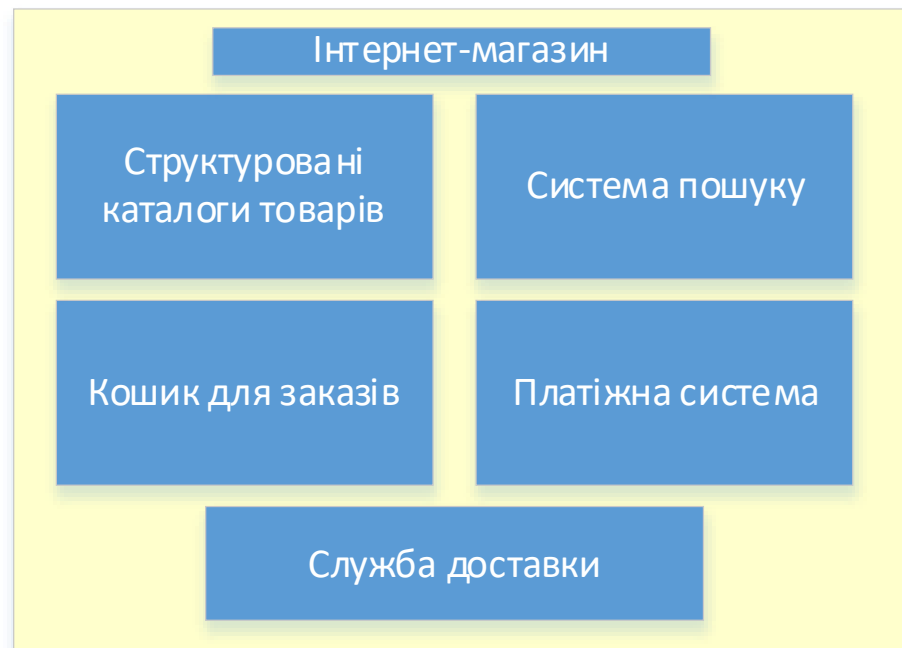 Інтернет-магазин
Структуровані
каталоги товарів
Система пошуку
Кошик для заказів
Платіжна система
Служба доставки